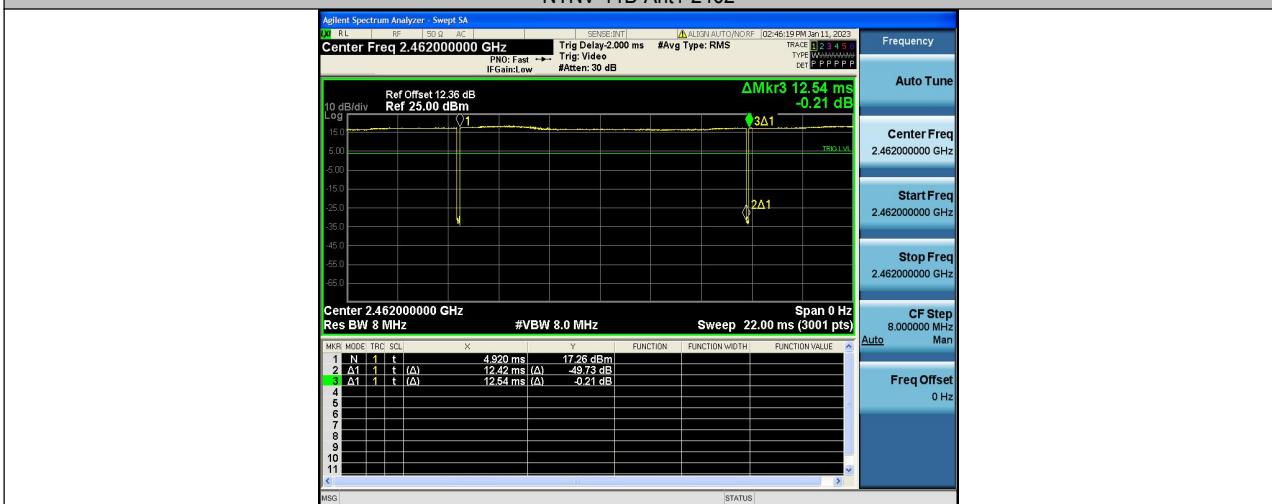 NTNV 11B Ant1 2462
Agilent Spectrum Analyzer - Swept SA
RL RF 50 Ω AC SENSE:INT ALIGN AUTO/NORF 02:46:19 PM Jan 11, 2023
Center Freq 2.462000000 GHz
PNO: Fast
IFGain:Low
Trig Delay-2.000 ms
Trig: Video
#Atten: 30 dB
#Avg Type: RMS
TRACE 1 2 3 4 5 6
TYPE
DET P P P P P P
Ref Offset 12.36 dB
10 dB/div Ref 25.00 dBm
Log
ΔMkr3 12.54 ms
-0.21 dB
15.0
5.00
-5.00
-15.0
-25.0
-35.0
-45.0
-55.0
-65.0
1
3Δ1
TRIG LVL
2Δ1
Center 2.462000000 GHz Span 0 Hz
Res BW 8 MHz #VBW 8.0 MHz Sweep 22.00 ms (3001 pts)
MKR MODE TRC SCL X Y FUNCTION FUNCTION WIDTH FUNCTION VALUE
1 N 1 t 4.920 ms 17.26 dBm
2 Δ1 1 t (Δ) 12.42 ms (Δ) -49.73 dB
3 Δ1 1 t (Δ) 12.54 ms (Δ) -0.21 dB
4
5
6
7
8
9
10
11
MSG STATUS
Frequency
Auto Tune
Center Freq
2.462000000 GHz
Start Freq
2.462000000 GHz
Stop Freq
2.462000000 GHz
CF Step
8.000000 MHz
Auto Man
Freq Offset
0 Hz